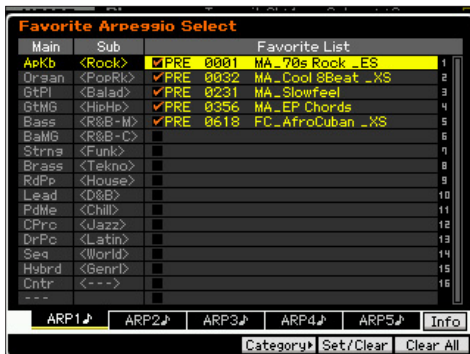 Favorite Arpeggio Select
Main Sub Favorite List
ApKb <Rock> PRE 0001 MA_70s Rock _ES 1
Organ <PopRk> PRE 0032 MA_Cool 8Beat _XS 2
GtPl <Balad> PRE 0231 MA_Slowfeel 3
GtMG <HipHp> PRE 0356 MA_EP Chords 4
Bass <R&B-M> PRE 0618 FC_AfroCuban _XS 5
BaMG <R&B-C> 6
Strng <Funk> 7
Brass <Tekno> 8
RdPp <House> 9
Lead <D&B> 10
PdMe <Chill> 11
CPrc <Jazz> 12
DrPc <Latin> 13
Seq <World> 14
Hybrd <Genrl> 15
Cntr <---> 16
---
ARP1♪ ARP2♪ ARP3♪ ARP4♪ ARP5♪ Info
Category Set/Clear Clear All